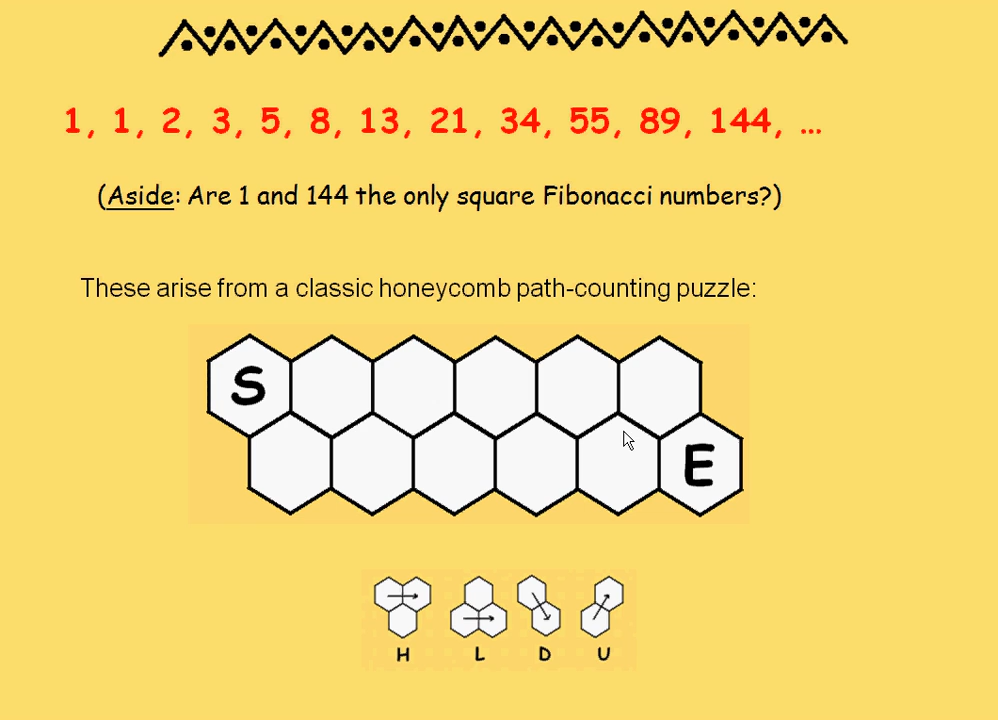 1, 1, 2, 3, 5, 8, 13, 21, 34, 55, 89, 144, ...
(Aside: Are 1 and 144 the only square Fibonacci numbers?)
These arise from a classic honeycomb path-counting puzzle:
S
E
H L D U